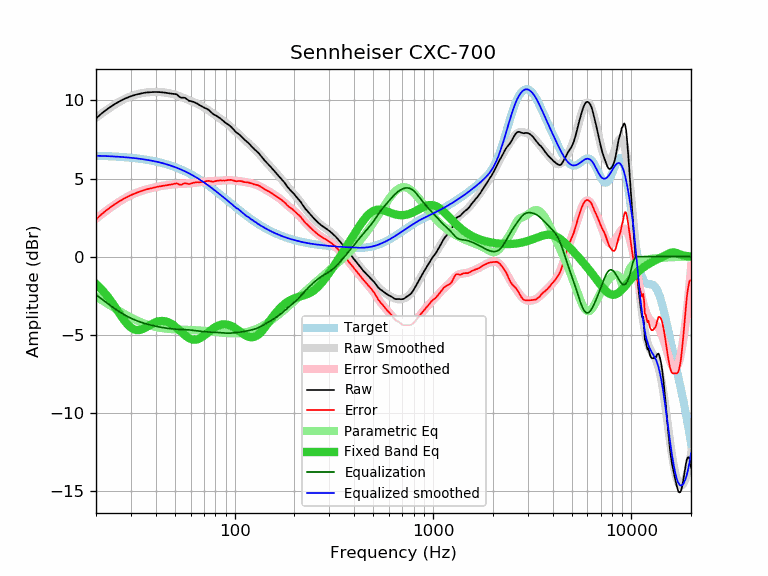 Sennheiser CXC-700
Amplitude (dBr)
10
5
0
−5
−10
−15
Target
Raw Smoothed
Error Smoothed
Raw
Error
Parametric Eq
Fixed Band Eq
Equalization
Equalized smoothed
100
1000
10000
Frequency (Hz)